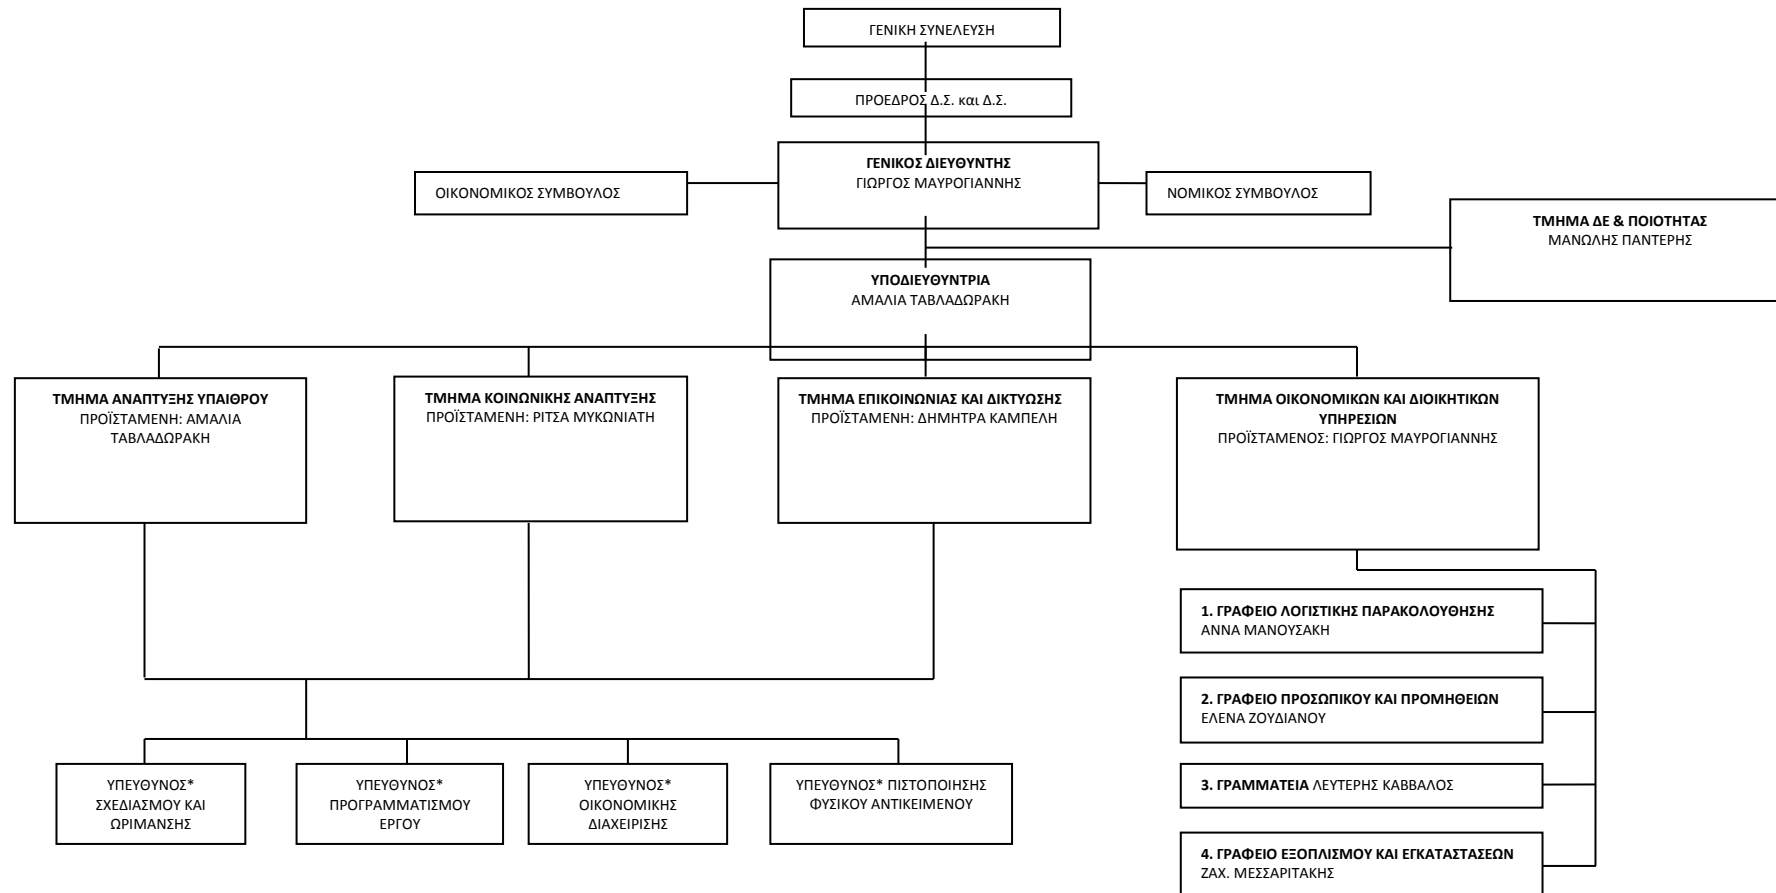 ΓΕΝΙΚΗ ΣΥΝΕΛΕΥΣΗ
ΠΡΟΕΔΡΟΣ Δ.Σ. και Δ.Σ.
ΓΕΝΙΚΟΣ ΔΙΕΥΘΥΝΤΗΣ
ΓΙΩΡΓΟΣ ΜΑΥΡΟΓΙΑΝΝΗΣ
ΟΙΚΟΝΟΜΙΚΟΣ ΣΥΜΒΟΥΛΟΣ
ΝΟΜΙΚΟΣ ΣΥΜΒΟΥΛΟΣ
ΤΜΗΜΑ ΔΕ & ΠΟΙΟΤΗΤΑΣ
ΜΑΝΩΛΗΣ ΠΑΝΤΕΡΗΣ
ΥΠΟΔΙΕΥΘΥΝΤΡΙΑ
ΑΜΑΛΙΑ ΤΑΒΛΑΔΩΡΑΚΗ
ΤΜΗΜΑ ΑΝΑΠΤΥΞΗΣ ΥΠΑΙΘΡΟΥ
ΠΡΟΪΣΤΑΜΕΝΗ: ΑΜΑΛΙΑ
ΤΑΒΛΑΔΩΡΑΚΗ
ΤΜΗΜΑ ΚΟΙΝΩΝΙΚΗΣ ΑΝΑΠΤΥΞΗΣ
ΠΡΟΪΣΤΑΜΕΝΗ: ΡΙΤΣΑ ΜΥΚΩΝΙΑΤΗ
ΤΜΗΜΑ ΕΠΙΚΟΙΝΩΝΙΑΣ ΚΑΙ ΔΙΚΤΥΩΣΗΣ
ΠΡΟΪΣΤΑΜΕΝΗ: ΔΗΜΗΤΡΑ ΚΑΜΠΕΛΗ
ΤΜΗΜΑ ΟΙΚΟΝΟΜΙΚΩΝ ΚΑΙ ΔΙΟΙΚΗΤΙΚΩΝ
ΥΠΗΡΕΣΙΩΝ
ΠΡΟΪΣΤΑΜΕΝΟΣ: ΓΙΩΡΓΟΣ ΜΑΥΡΟΓΙΑΝΝΗΣ
1. ΓΡΑΦΕΙΟ ΛΟΓΙΣΤΙΚΗΣ ΠΑΡΑΚΟΛΟΥΘΗΣΗΣ
ΑΝΝΑ ΜΑΝΟΥΣΑΚΗ
2. ΓΡΑΦΕΙΟ ΠΡΟΣΩΠΙΚΟΥ ΚΑΙ ΠΡΟΜΗΘΕΙΩΝ
ΕΛΕΝΑ ΖΟΥΔΙΑΝΟΥ
3. ΓΡΑΜΜΑΤΕΙΑ ΛΕΥΤΕΡΗΣ ΚΑΒΒΑΛΟΣ
4. ΓΡΑΦΕΙΟ ΕΞΟΠΛΙΣΜΟΥ ΚΑΙ ΕΓΚΑΤΑΣΤΑΣΕΩΝ
ΖΑΧ. ΜΕΣΣΑΡΙΤΑΚΗΣ
ΥΠΕΥΘΥΝΟΣ*
ΣΧΕΔΙΑΣΜΟΥ ΚΑΙ
ΩΡΙΜΑΝΣΗΣ
ΥΠΕΥΘΥΝΟΣ*
ΠΡΟΓΡΑΜΜΑΤΙΣΜΟΥ
ΕΡΓΟΥ
ΥΠΕΥΘΥΝΟΣ*
ΟΙΚΟΝΟΜΙΚΗΣ
ΔΙΑΧΕΙΡΙΣΗΣ
ΥΠΕΥΘΥΝΟΣ* ΠΙΣΤΟΠΟΙΗΣΗΣ
ΦΥΣΙΚΟΥ ΑΝΤΙΚΕΙΜΕΝΟΥ